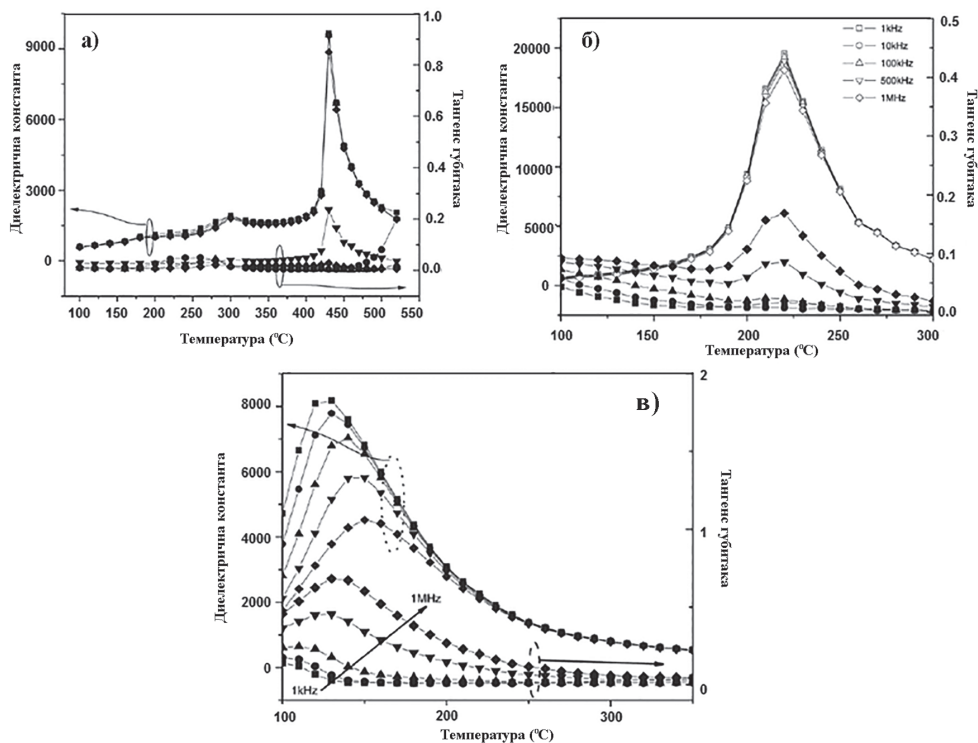 а)
Диелектрична константа
9000
6000
3000
0
1.0
0.8
0.6
0.4
0.2
0.0
Тангенс губитака
100 150 200 250 300 350 400 450 500 550
Температура (⁰C)
б)
1kHz
10kHz
100kHz
500kHz
1MHz
Диелектрична константа
20000
15000
10000
5000
0
0.5
0.4
0.3
0.2
0.1
0.0
Тангенс губитака
100 150 200 250 300
Температура (⁰C)
в)
Диелектрична константа
8000
6000
4000
2000
0
2
1
0
Тангенс губитака
1MHz
1kHz
100 200 300
Температура (⁰C)